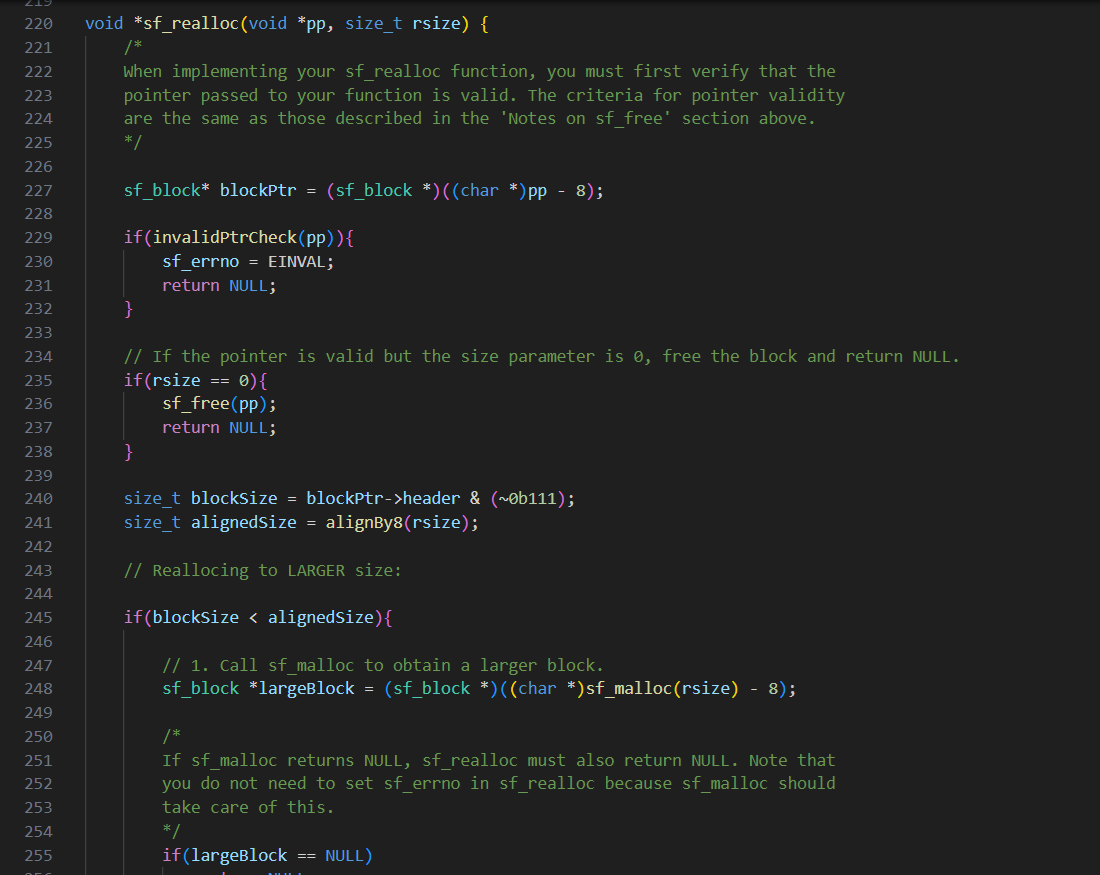 219
220 void *sf_realloc(void *pp, size_t rsize) {
221 /*
222 When implementing your sf_realloc function, you must first verify that the
223 pointer passed to your function is valid. The criteria for pointer validity
224 are the same as those described in the 'Notes on sf_free' section above.
225 */
226
227 sf_block* blockPtr = (sf_block *)((char *)pp - 8);
228
229 if(invalidPtrCheck(pp)){
230 sf_errno = EINVAL;
231 return NULL;
232 }
233
234 // If the pointer is valid but the size parameter is 0, free the block and return NULL.
235 if(rsize == 0){
236 sf_free(pp);
237 return NULL;
238 }
239
240 size_t blockSize = blockPtr->header & (~0b111);
241 size_t alignedSize = alignBy8(rsize);
242
243 // Reallocing to LARGER size:
244
245 if(blockSize < alignedSize){
246
247 // 1. Call sf_malloc to obtain a larger block.
248 sf_block *largeBlock = (sf_block *)((char *)sf_malloc(rsize) - 8);
249
250 /*
251 If sf_malloc returns NULL, sf_realloc must also return NULL. Note that
252 you do not need to set sf_errno in sf_realloc because sf_malloc should
253 take care of this.
254 */
255 if(largeBlock == NULL)